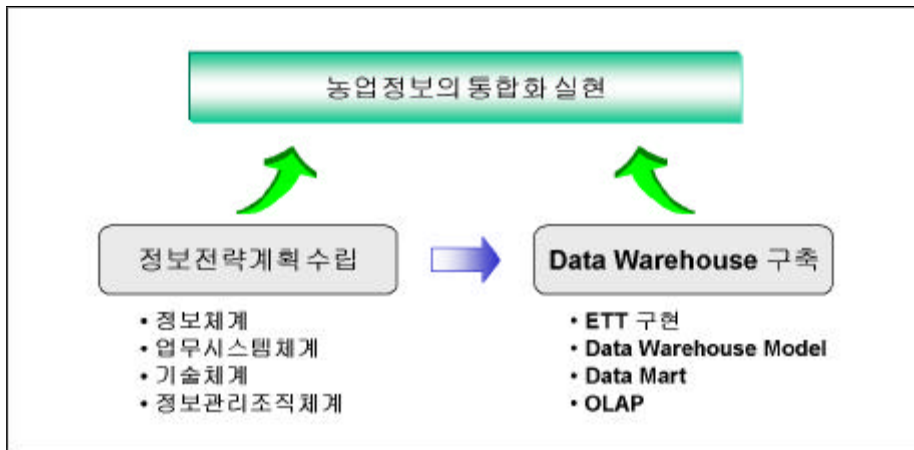 농업정보의 통합화 실현
정보전략계획 수립
• 정보체계
• 업무시스템체계
• 기술체계
• 정보관리조직체계
Data Warehouse 구축
• ETT 구현
• Data Warehouse Model
• Data Mart
• OLAP